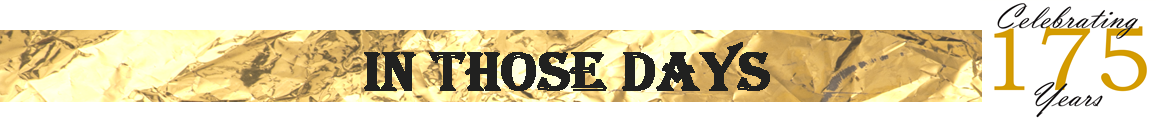 IN THOSE DAYS
Celebrating
175
Years